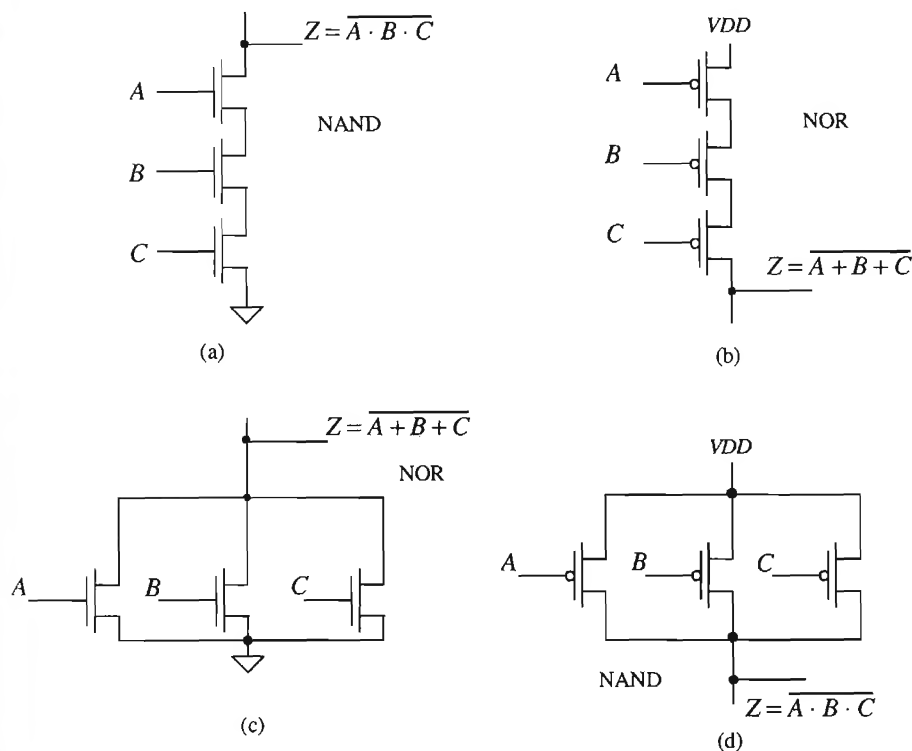 Z = \overline{A · B · C}
A
NAND
B
C
(a)
VDD
A
NOR
B
C
Z = \overline{A + B + C}
(b)
Z = \overline{A + B + C}
NOR
A
B
C
(c)
VDD
A
B
C
NAND
Z = \overline{A · B · C}
(d)